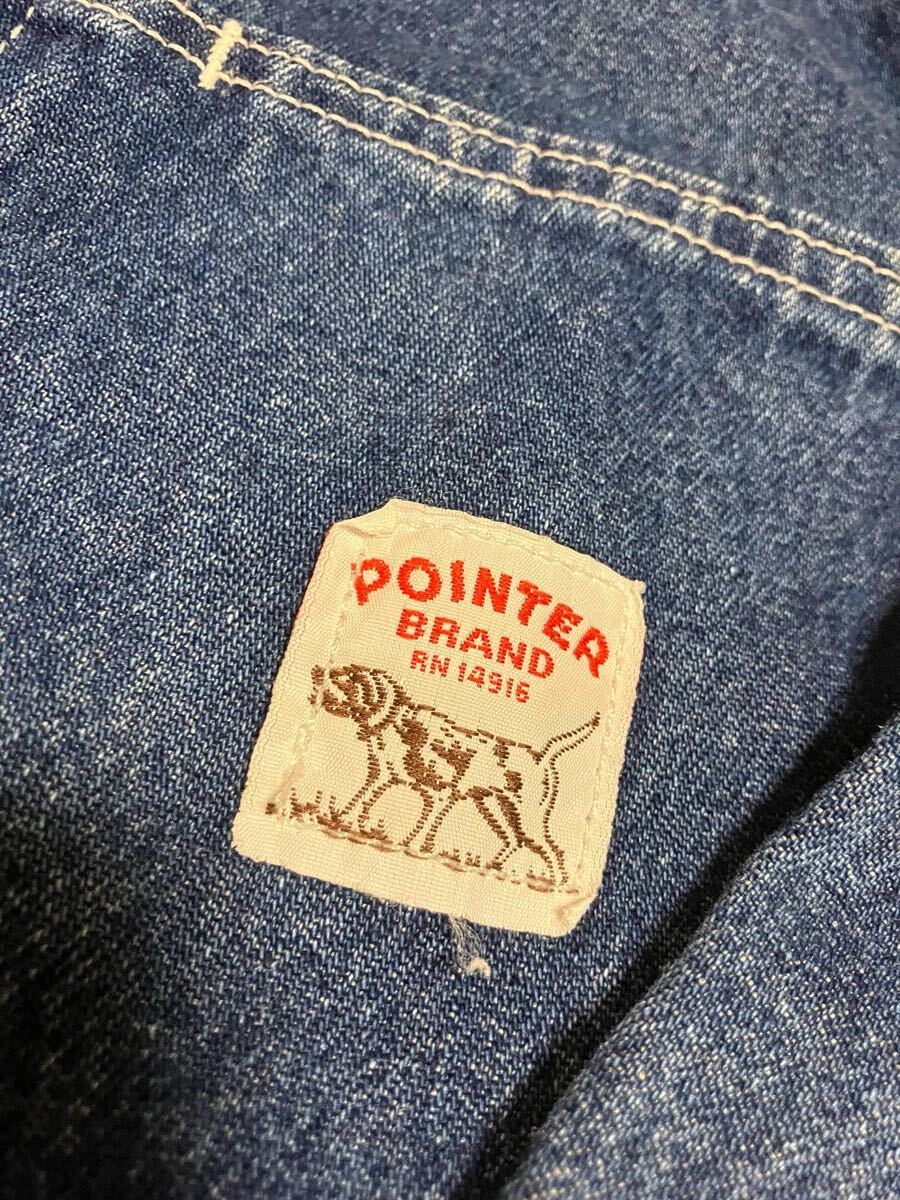 POINTER
BRAND
RN 14916